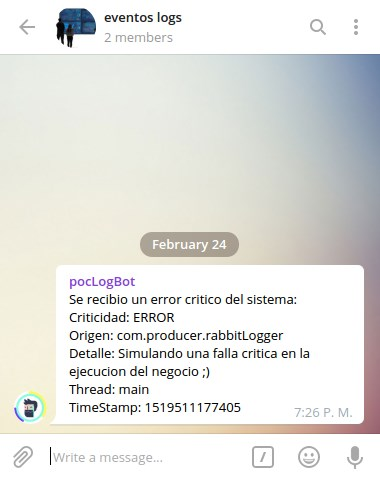 eventos logs
2 members
February 24
pocLogBot
Se recibio un error critico del sistema:
Criticidad: ERROR
Origen: com.producer.rabbitLogger
Detalle: Simulando una falla critica en la
ejecucion del negocio ;)
Thread: main
TimeStamp: 1519511177405
7:26 P. M.
Write a message...